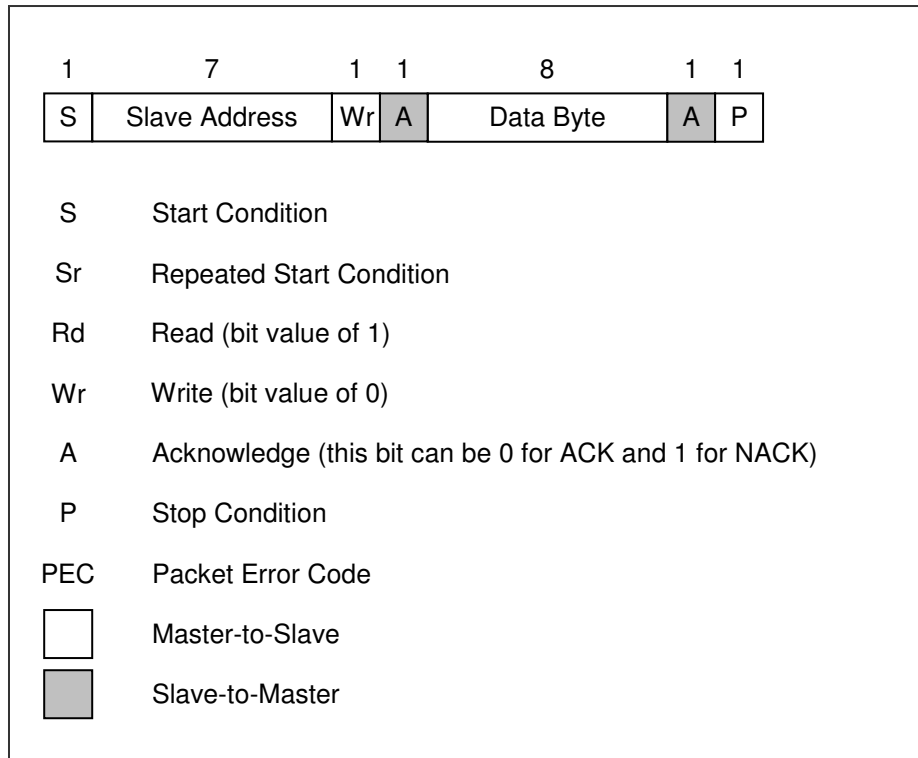 1 7 1 1 8 1 1
S Slave Address Wr A Data Byte A P
S Start Condition
Sr Repeated Start Condition
Rd Read (bit value of 1)
Wr Write (bit value of 0)
A Acknowledge (this bit can be 0 for ACK and 1 for NACK)
P Stop Condition
PEC Packet Error Code
Master-to-Slave
Slave-to-Master